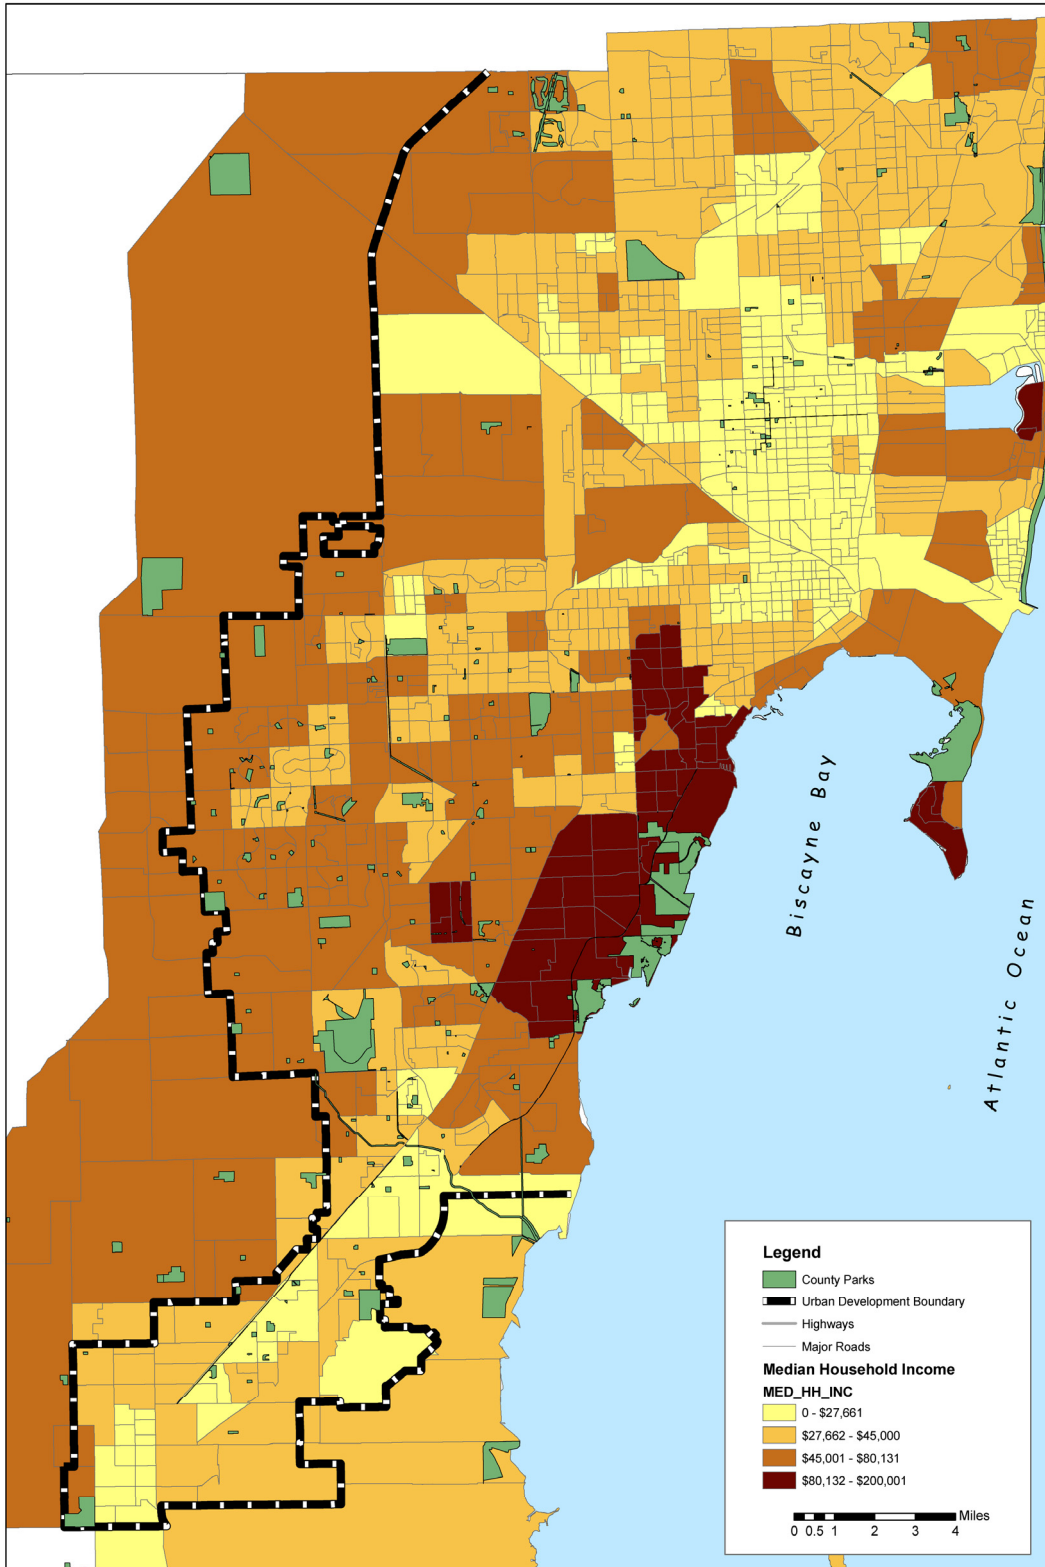 Biscayne Bay
Atlantic Ocean
Legend
County Parks
Urban Development Boundary
Highways
Major Roads
Median Household Income
MED_HH_INC
0 - $27,661
$27,662 - $45,000
$45,001 - $80,131
$80,132 - $200,001
Miles
0 0.5 1 2 3 4